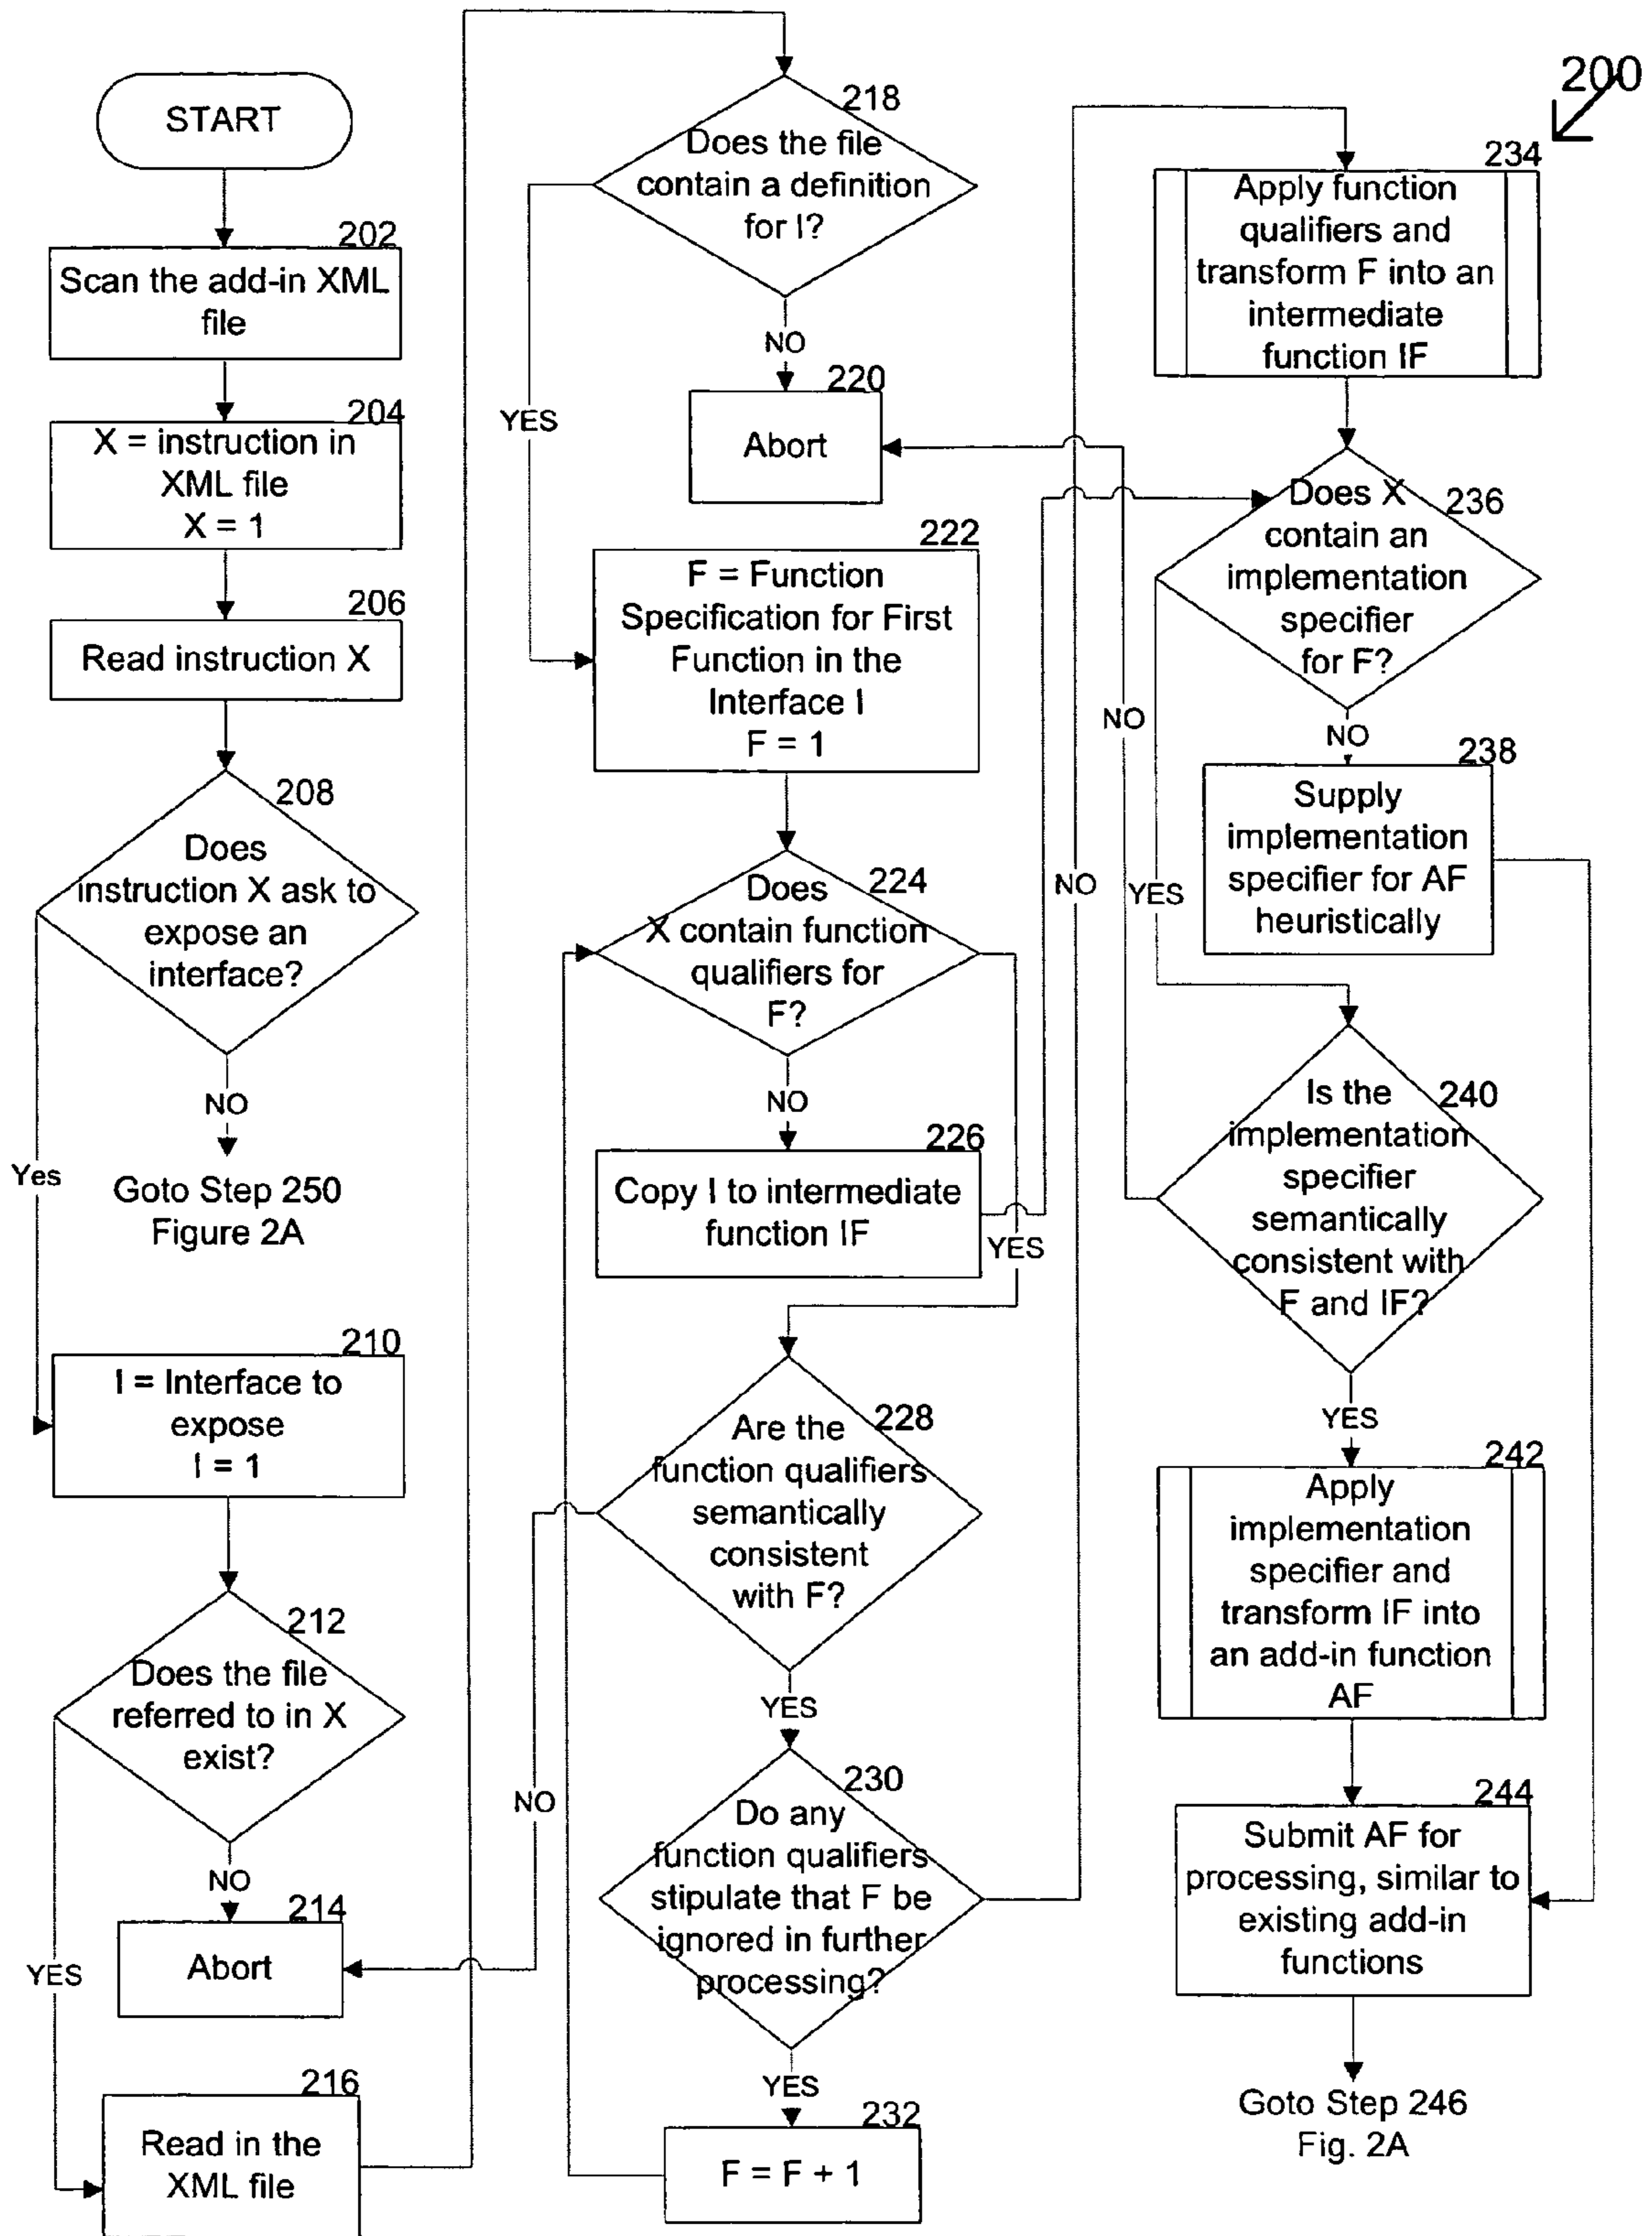 200
START
202
Scan the add-in XML
file
204
X = instruction in
XML file
X = 1
206
Read instruction X
208
Does
instruction X ask to
expose an
interface?
NO
Goto Step 250
Figure 2A
Yes
210
I = Interface to
expose
I = 1
212
Does the file
referred to in X
exist?
NO
214
Abort
YES
216
Read in the
XML file
218
Does the file
contain a definition
for I?
NO
220
Abort
YES
222
F = Function
Specification for First
Function in the
Interface I
F = 1
224
Does
X contain function
qualifiers for
F?
NO
226
Copy I to intermediate
function IF
YES
228
Are the
function qualifiers
semantically
consistent
with F?
NO
YES
230
Do any
function qualifiers
stipulate that F be
ignored in further
processing?
NO
YES
232
F = F + 1
234
Apply function
qualifiers and
transform F into an
intermediate
function IF
236
Does X
contain an
implementation
specifier
for F?
NO
238
Supply
implementation
specifier for AF
heuristically
YES
240
Is the
implementation
specifier
semantically
consistent with
F and IF?
NO
YES
242
Apply
implementation
specifier and
transform IF into
an add-in function
AF
244
Submit AF for
processing, similar to
existing add-in
functions
Goto Step 246
Fig. 2A